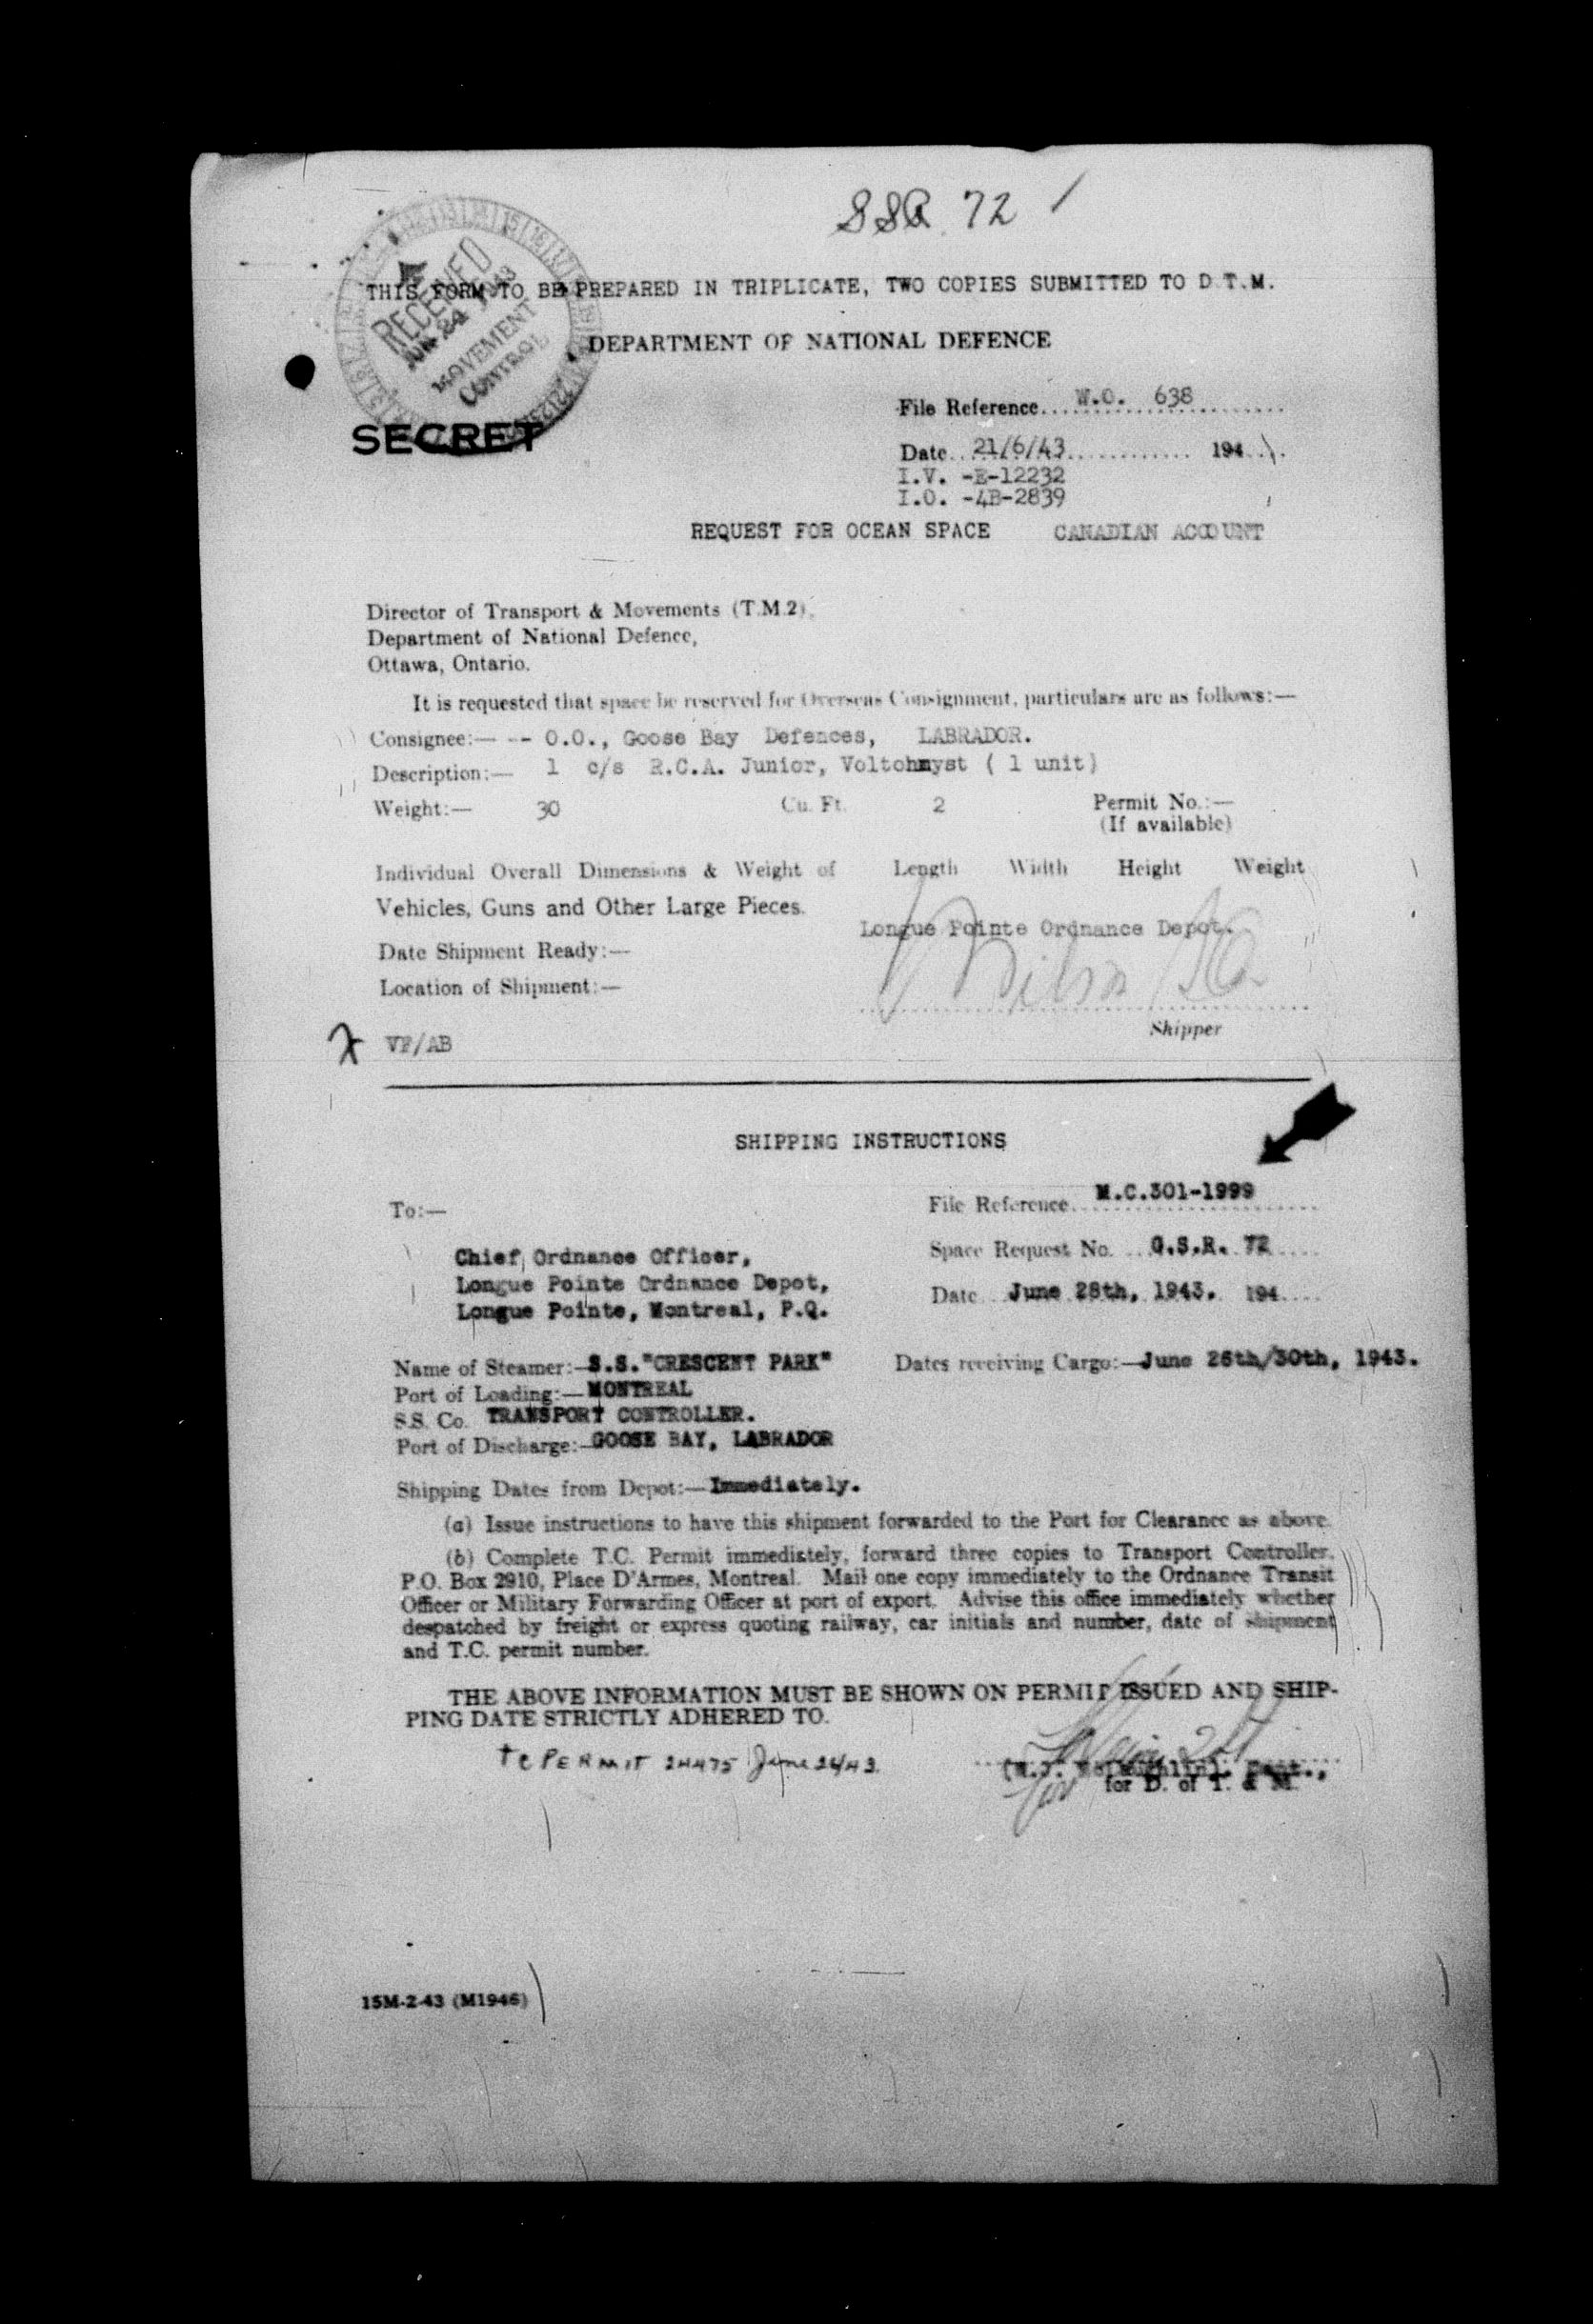 SSR 72
THIS FORM TO BE PREPARED IN TRIPLICATE, TWO COPIES SUBMITTED TO D.T.M.
RECEIVED
MOVEMENT
CONTROL
DEPARTMENT OF NATIONAL DEFENCE
File Reference.... W.O. 638
SECRET
Date.. 21/6/43 ............ 194...
I.V. -E-12232
I.O. -4B-2839
REQUEST FOR OCEAN SPACE CANADIAN ACCOUNT
Director of Transport & Movements (T.M.2),
Department of National Defence,
Ottawa, Ontario.
It is requested that space be reserved for Overseas Consignment, particulars are as follows:—
Consignee:— -- O.O., Goose Bay Defences, LABRADOR.
Description:— 1 c/s R.C.A. Junior, Voltohmyst ( 1 unit)
Weight:— 30 Cu. Ft. 2 Permit No.:—
(If available)
Individual Overall Dimensions & Weight of Length Width Height Weight
Vehicles, Guns and Other Large Pieces.
Longue Pointe Ordnance Depot.
Date Shipment Ready:—
Location of Shipment:—
Shipper
VF/AB
SHIPPING INSTRUCTIONS
To:— File Reference. M.C.301-1999
Chief Ordnance Officer, Space Request No. ..O.S.R. 72
Longue Pointe Ordnance Depot,
Longue Pointe, Montreal, P.Q. Date... June 28th, 1943. 194....
Name of Steamer:—S.S."CRESCENT PARK" Dates receiving Cargo:—June 26th/30th, 1943.
Port of Loading:—MONTREAL
S.S. Co. TRANSPORT CONTROLLER.
Port of Discharge:—GOOSE BAY, LABRADOR
Shipping Dates from Depot:—Immediately.
(a) Issue instructions to have this shipment forwarded to the Port for Clearance as above.
(b) Complete T.C. Permit immediately, forward three copies to Transport Controller,
P.O. Box 2910, Place D'Armes, Montreal. Mail one copy immediately to the Ordnance Transit
Officer or Military Forwarding Officer at port of export. Advise this office immediately whether
despatched by freight or express quoting railway, car initials and number, date of shipment
and T.C. permit number.
THE ABOVE INFORMATION MUST BE SHOWN ON PERMIT ISSUED AND SHIP-
PING DATE STRICTLY ADHERED TO.
TC PERMIT 24475 June 24/43.
for D. of T. & M.
15M-2-43 (M1946)